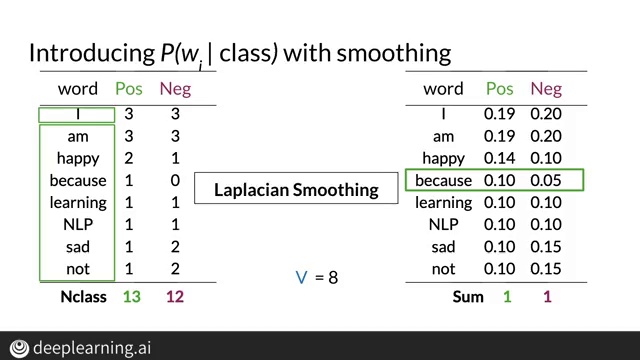 Introducing P(wi | class) with smoothing
word Pos Neg
I 3 3
am 3 3
happy 2 1
because 1 0
learning 1 1
NLP 1 1
sad 1 2
not 1 2
Nclass 13 12
Laplacian Smoothing
V = 8
word Pos Neg
I 0.19 0.20
am 0.19 0.20
happy 0.14 0.10
because 0.10 0.05
learning 0.10 0.10
NLP 0.10 0.10
sad 0.10 0.15
not 0.10 0.15
Sum 1 1
deeplearning.ai